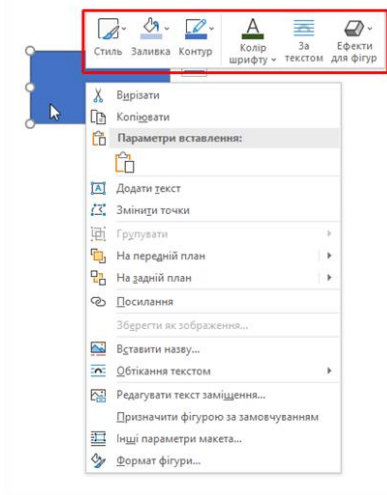 Стиль Заливка Контур Колір шрифту За текстом Ефекти для фігур
Вирізати
Копіювати
Параметри вставлення:
Додати текст
Змінити точки
Групувати
На передній план
На задній план
Посилання
Зберегти як зображення...
Вставити назву...
Обтікання текстом
Редагувати текст заміщення...
Призначити фігурою за замовчуванням
Інші параметри макета...
Формат фігури...